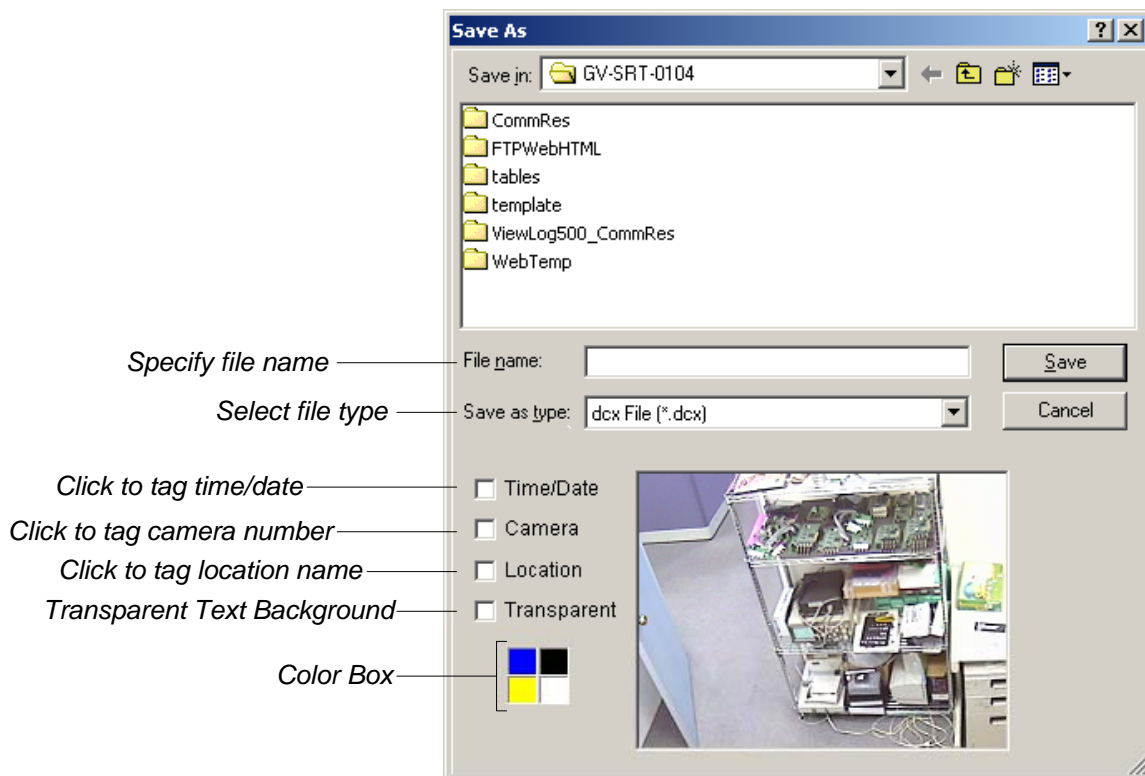 Save As
Save in: GV-SRT-0104
CommRes
FTPWebHTML
tables
template
ViewLog500_CommRes
WebTemp
Specify file name File name: Save
Select file type Save as type: dcx File (*.dcx) Cancel
Click to tag time/date Time/Date
Click to tag camera number Camera
Click to tag location name Location
Transparent Text Background Transparent
Color Box